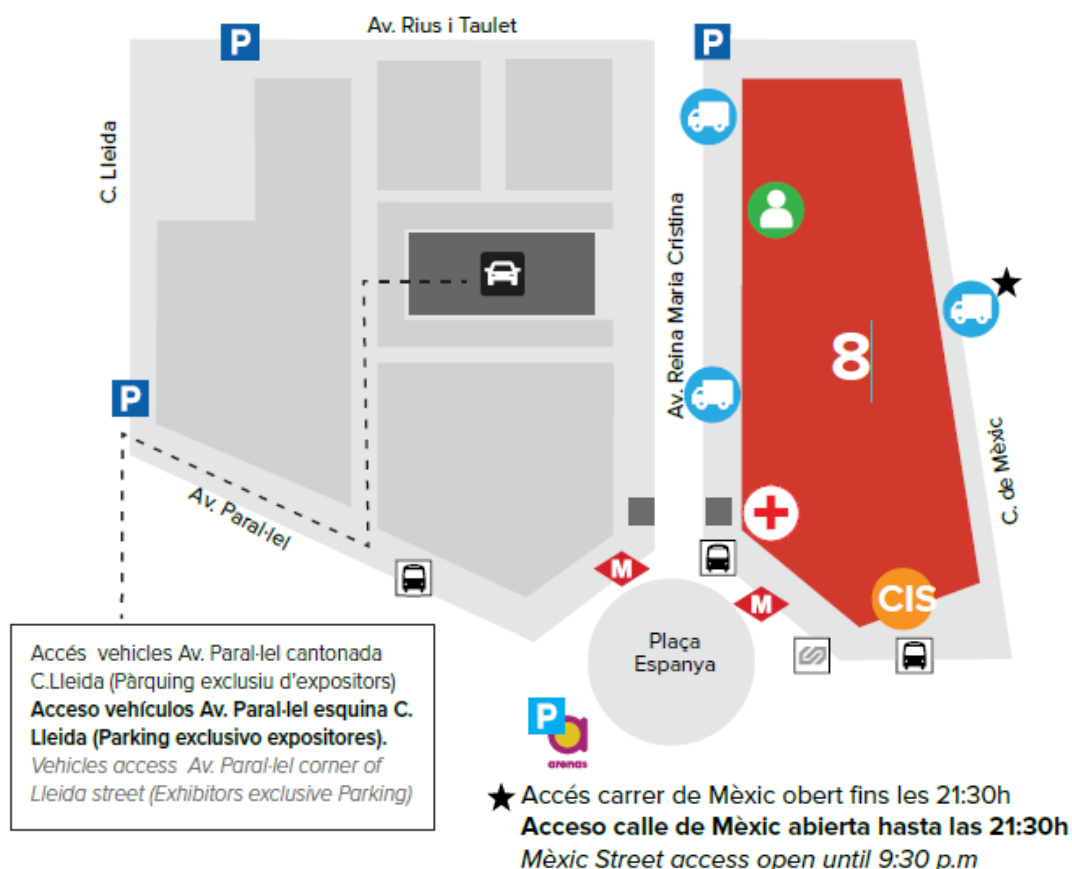 P
Av. Rius i Taulet
P
C. Lleida
Av. Reina Maria Cristina
8
P
C. de Mèxic
Av. Paral·lel
M
M
CIS
Plaça
Espanya
Accés vehicles Av. Paral·lel cantonada
C.Lleida (Pàrquing exclusiu d'expositors)
Acceso vehículos Av. Paral·lel esquina C.
Lleida (Parking exclusivo expositores).
Vehicles access Av. Paral·lel corner of
Lleida street (Exhibitors exclusive Parking)
P
a
arenas
Accés carrer de Mèxic obert fins les 21:30h
Acceso calle de Mèxic abierta hasta las 21:30h
Mèxic Street access open until 9:30 p.m